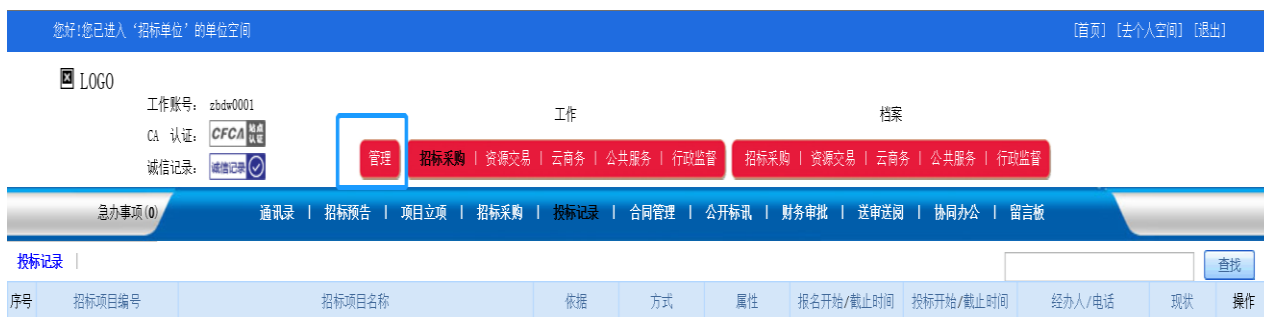 您好!您已进入‘招标单位’的单位空间 [首页] [去个人空间] [退出]
LOGO
工作账号: zbdw0001
工作 档案
CA 认证: CFCA 站点认证
管理 招标采购 | 资源交易 | 云商务 | 公共服务 | 行政监督 招标采购 | 资源交易 | 云商务 | 公共服务 | 行政监督
诚信记录: 诚信记录
急办事项(0) 通讯录 | 招标预告 | 项目立项 | 招标采购 | 投标记录 | 合同管理 | 公开标讯 | 财务审批 | 送审送阅 | 协同办公 | 留言板
投标记录 | 查找
序号 招标项目编号 招标项目名称 依据 方式 属性 报名开始/截止时间 投标开始/截止时间 经办人/电话 现状 操作